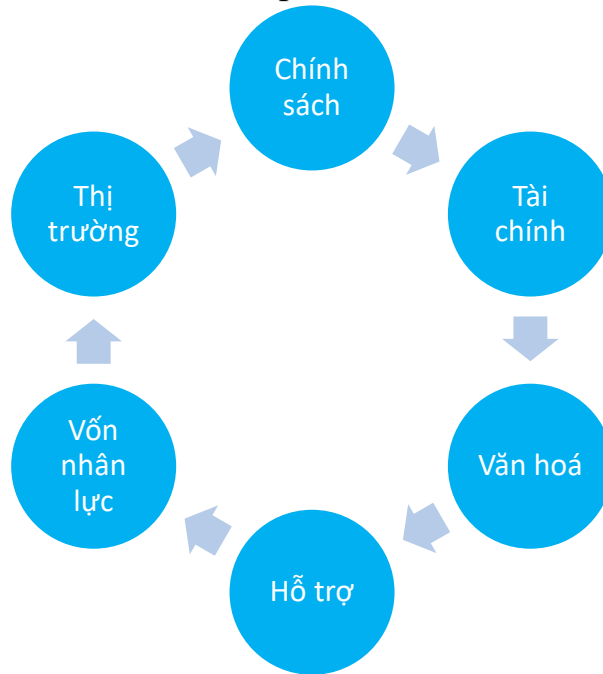 Chính
sách
Tài
chính
Văn hoá
Hỗ trợ
Vốn
nhân
lực
Thị
trường